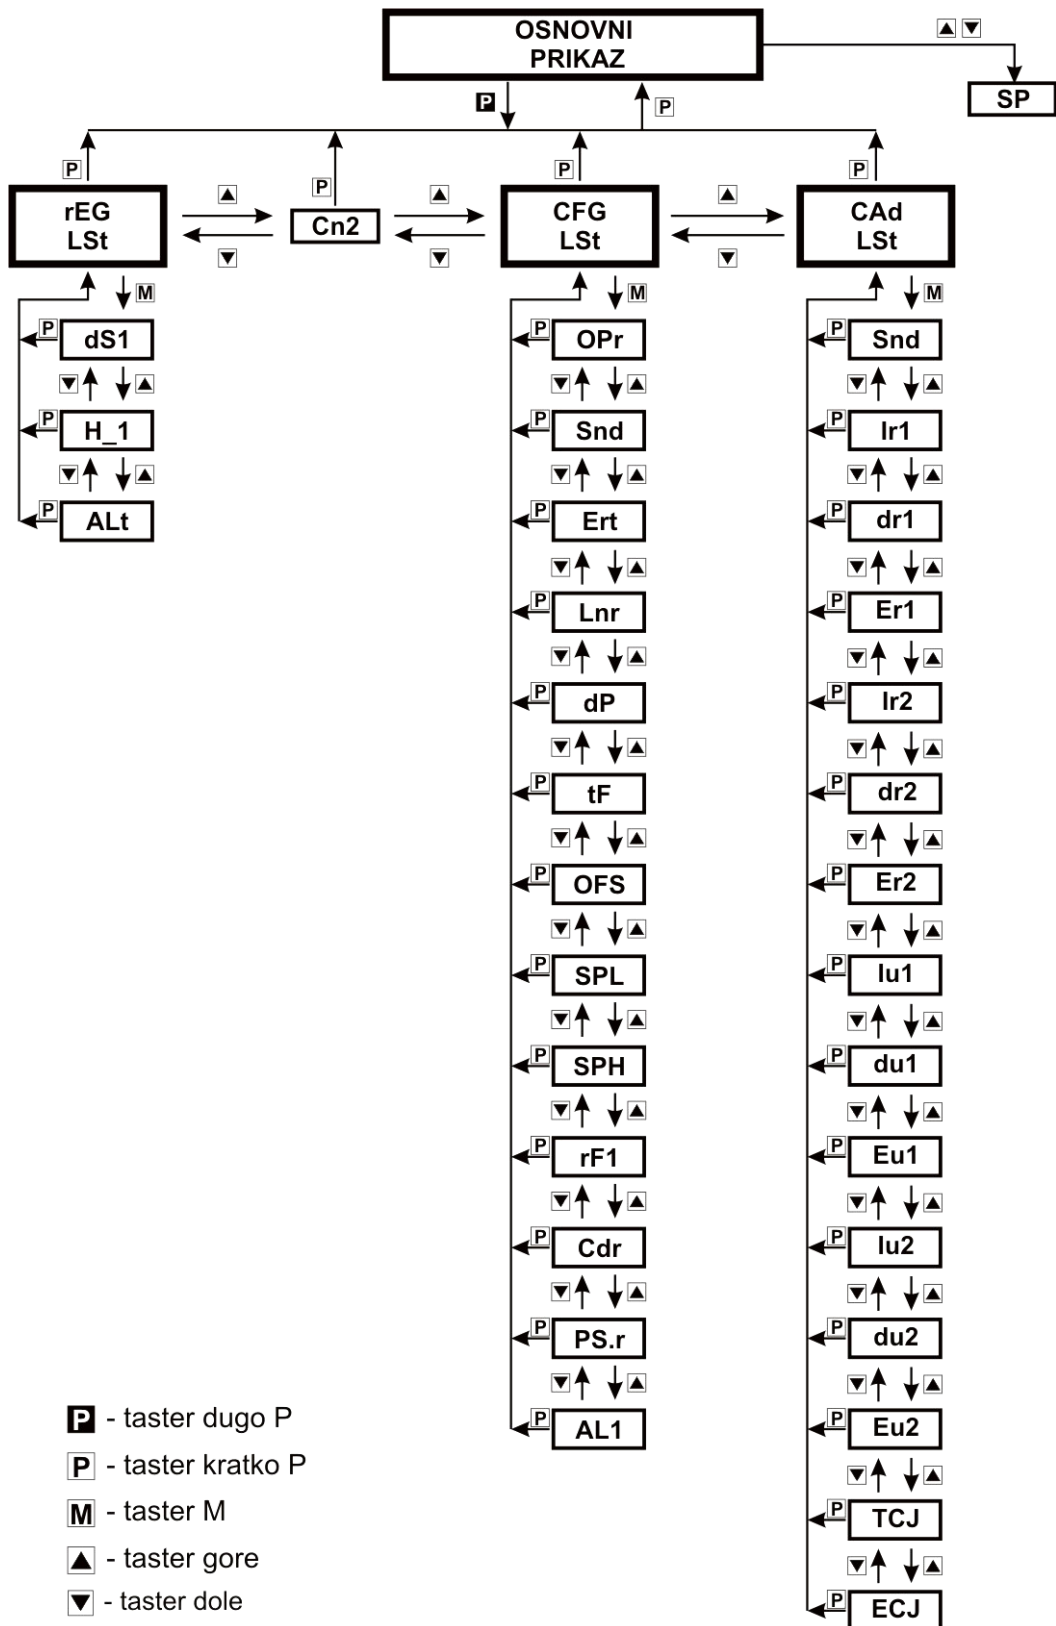 OSNOVNI
PRIKAZ
SP
P
P
P
P
P
P
rEG
LSt
Cn2
CFG
LSt
CAd
LSt
M
M
M
P dS1
P OPr
P Snd
P H_1
P Snd
P Ir1
P ALt
P Ert
P dr1
P Lnr
P Er1
P dP
P Ir2
P tF
P dr2
P OFS
P Er2
P SPL
P Iu1
P SPH
P du1
P rF1
P Eu1
P Cdr
P Iu2
P PS.r
P du2
P AL1
P Eu2
P TCJ
P ECJ
P - taster dugo P
P - taster kratko P
M - taster M
▲ - taster gore
▼ - taster dole